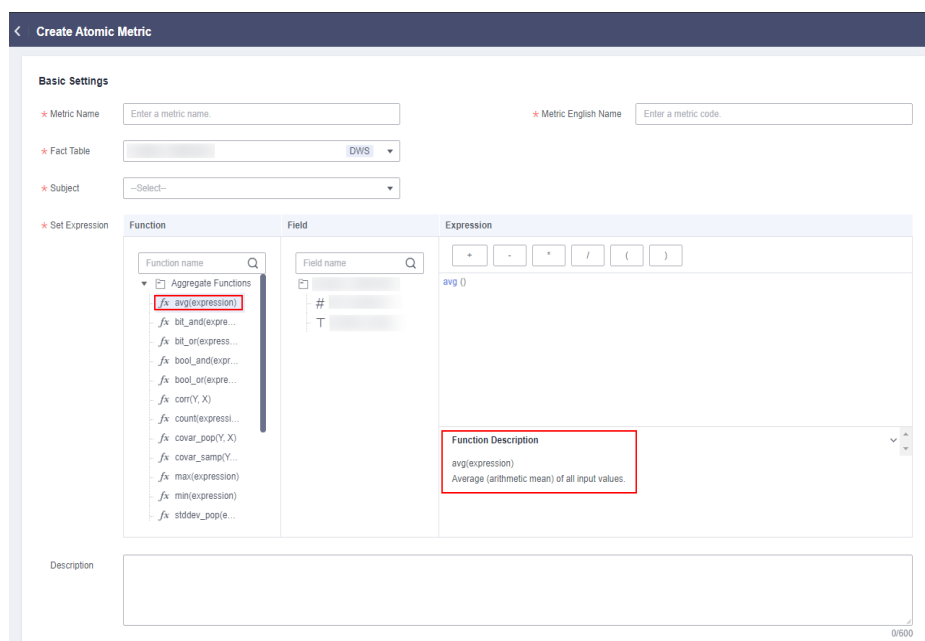 Create Atomic Metric
Basic Settings
* Metric Name Enter a metric name. * Metric English Name Enter a metric code.
* Fact Table DWS
* Subject --Select--
* Set Expression Function Field Expression
Function name Field name + - * / ( )
Aggregate Functions avg ()
fx avg(expression) #
fx bit_and(expre... T
fx bit_or(express...
fx bool_and(expr...
fx bool_or(expre...
fx corr(Y, X)
fx count(expressi...
fx covar_pop(Y, X) Function Description
fx covar_samp(Y... avg(expression)
fx max(expression) Average (arithmetic mean) of all input values.
fx min(expression)
fx stddev_pop(e...
Description
0/600